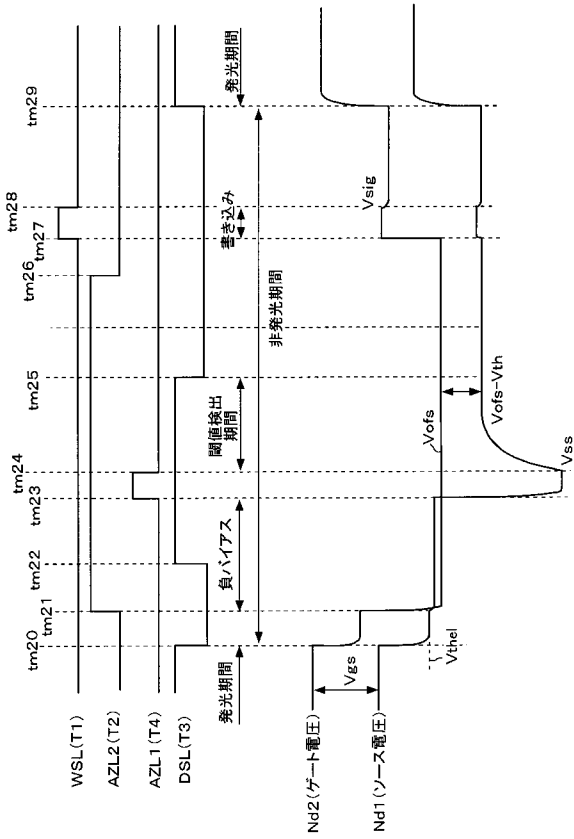 tm20
tm21
tm22
tm23
tm24
tm25
tm26
tm27
tm28
tm29
WSL(T1)
AZL2(T2)
AZL1(T4)
DSL(T3)
発光期間
負バイアス
閾値検出
期間
書き込み
発光期間
非発光期間
Nd2(ゲート電圧)
Vgs
Nd1(ソース電圧)
Vthel
Vofs
Vsig
Vofs-Vth
Vss